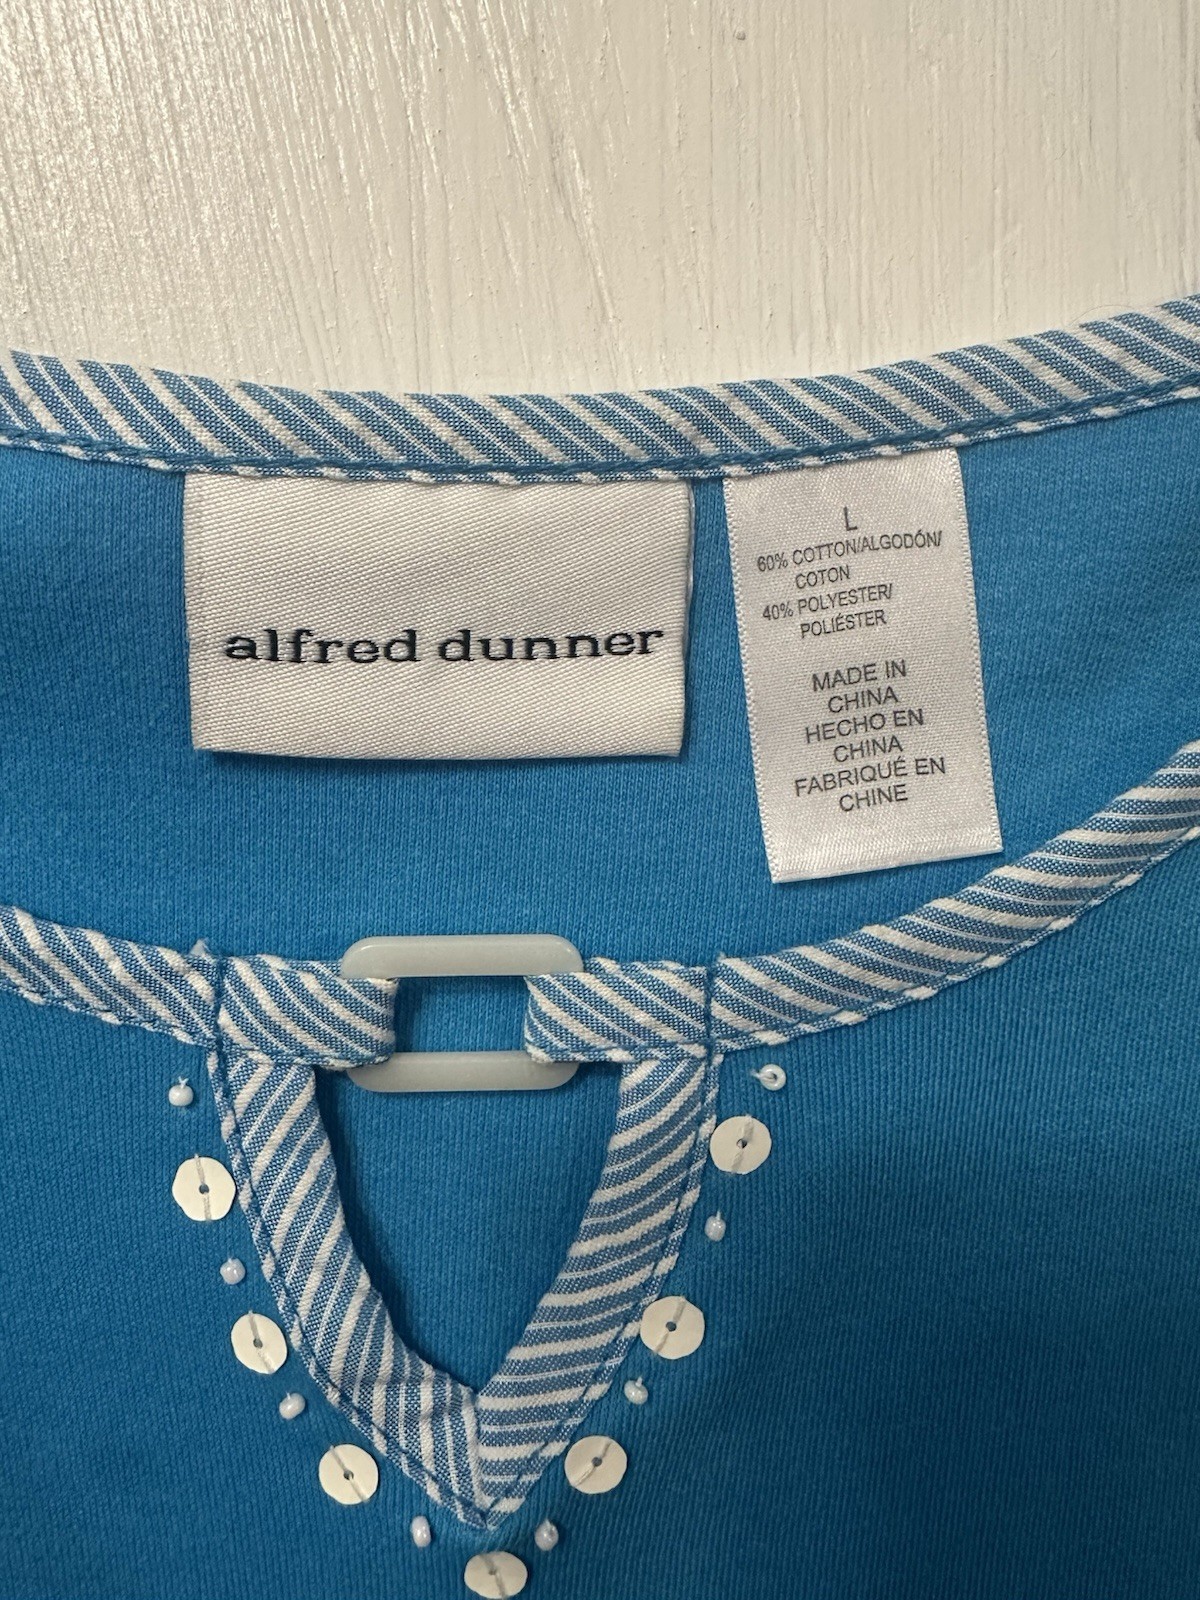 alfred dunner
L
60% COTTON/ALGODÓN/
COTON
40% POLYESTER/
POLIÉSTER
MADE IN
CHINA
HECHO EN
CHINA
FABRIQUÉ EN
CHINE